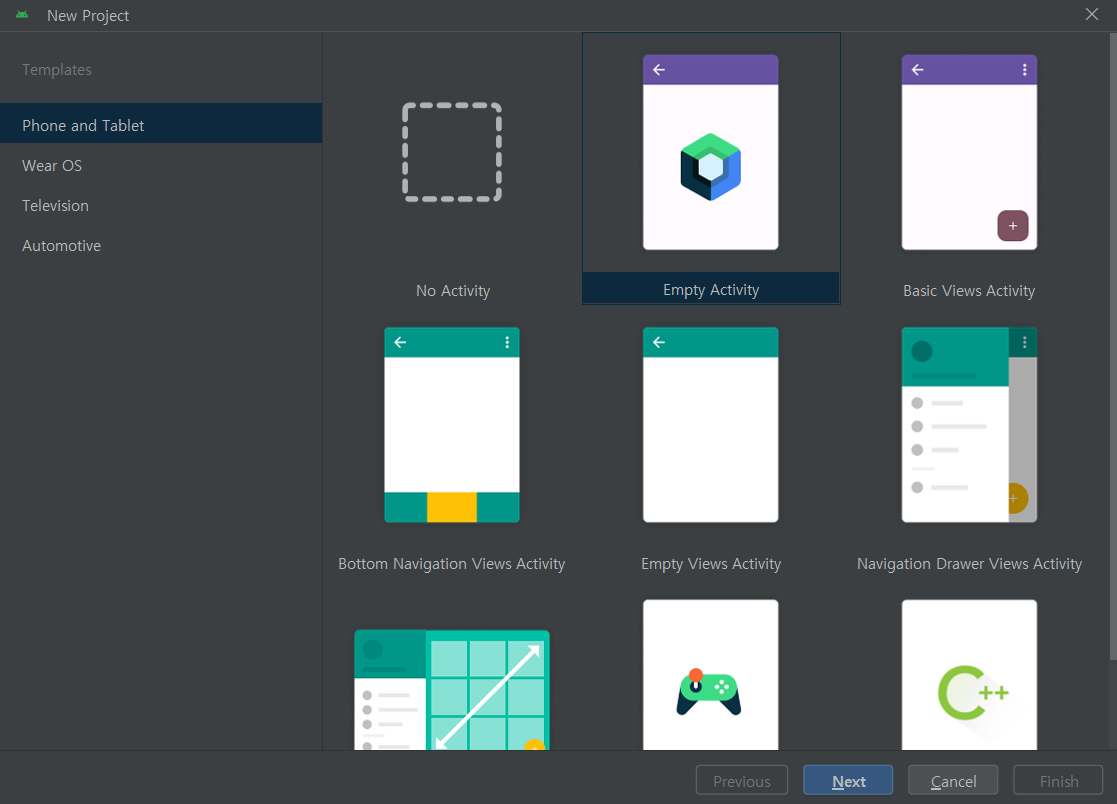 New Project
Templates
Phone and Tablet
Wear OS
Television
Automotive
No Activity
Empty Activity
Basic Views Activity
Bottom Navigation Views Activity
Empty Views Activity
Navigation Drawer Views Activity
C++
Previous
Next
Cancel
Finish